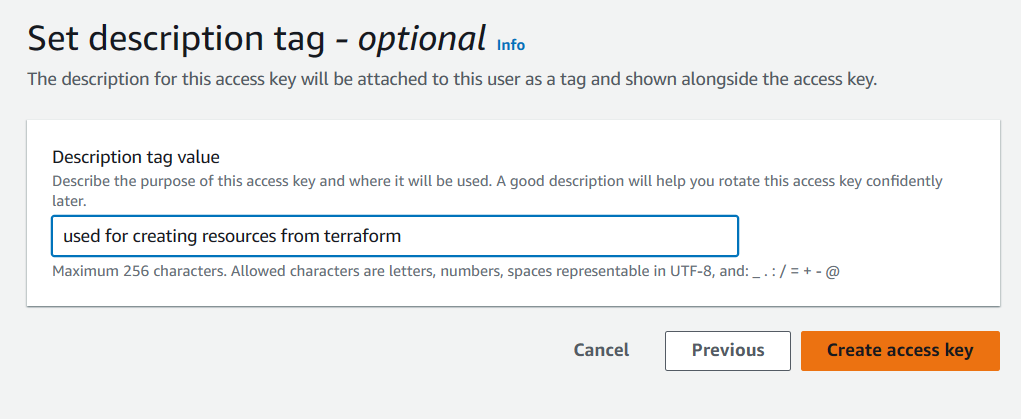 Set description tag - optional Info
The description for this access key will be attached to this user as a tag and shown alongside the access key.
Description tag value
Describe the purpose of this access key and where it will be used. A good description will help you rotate this access key confidently
later.
used for creating resources from terraform
Maximum 256 characters. Allowed characters are letters, numbers, spaces representable in UTF-8, and: _ . : / = + - @
Cancel Previous Create access key